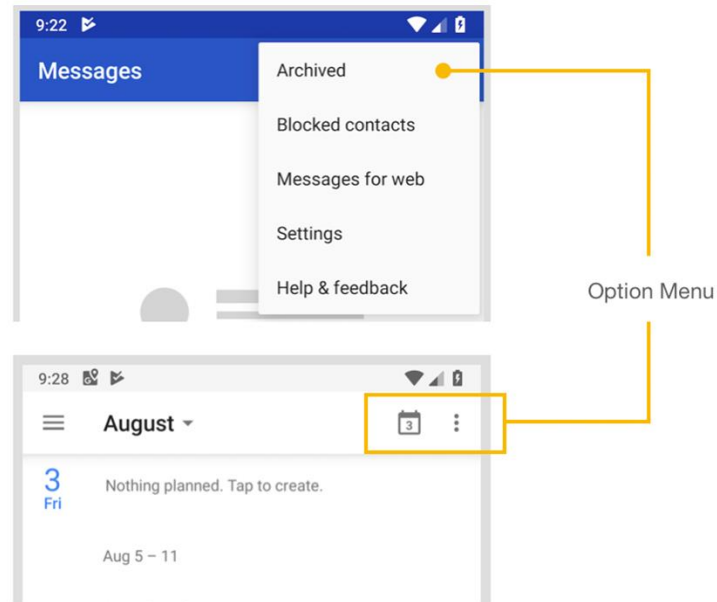 9:22
Messages
Archived
Blocked contacts
Messages for web
Settings
Help & feedback
Option Menu
9:28
August
3
3
Fri
Nothing planned. Tap to create.
Aug 5 – 11